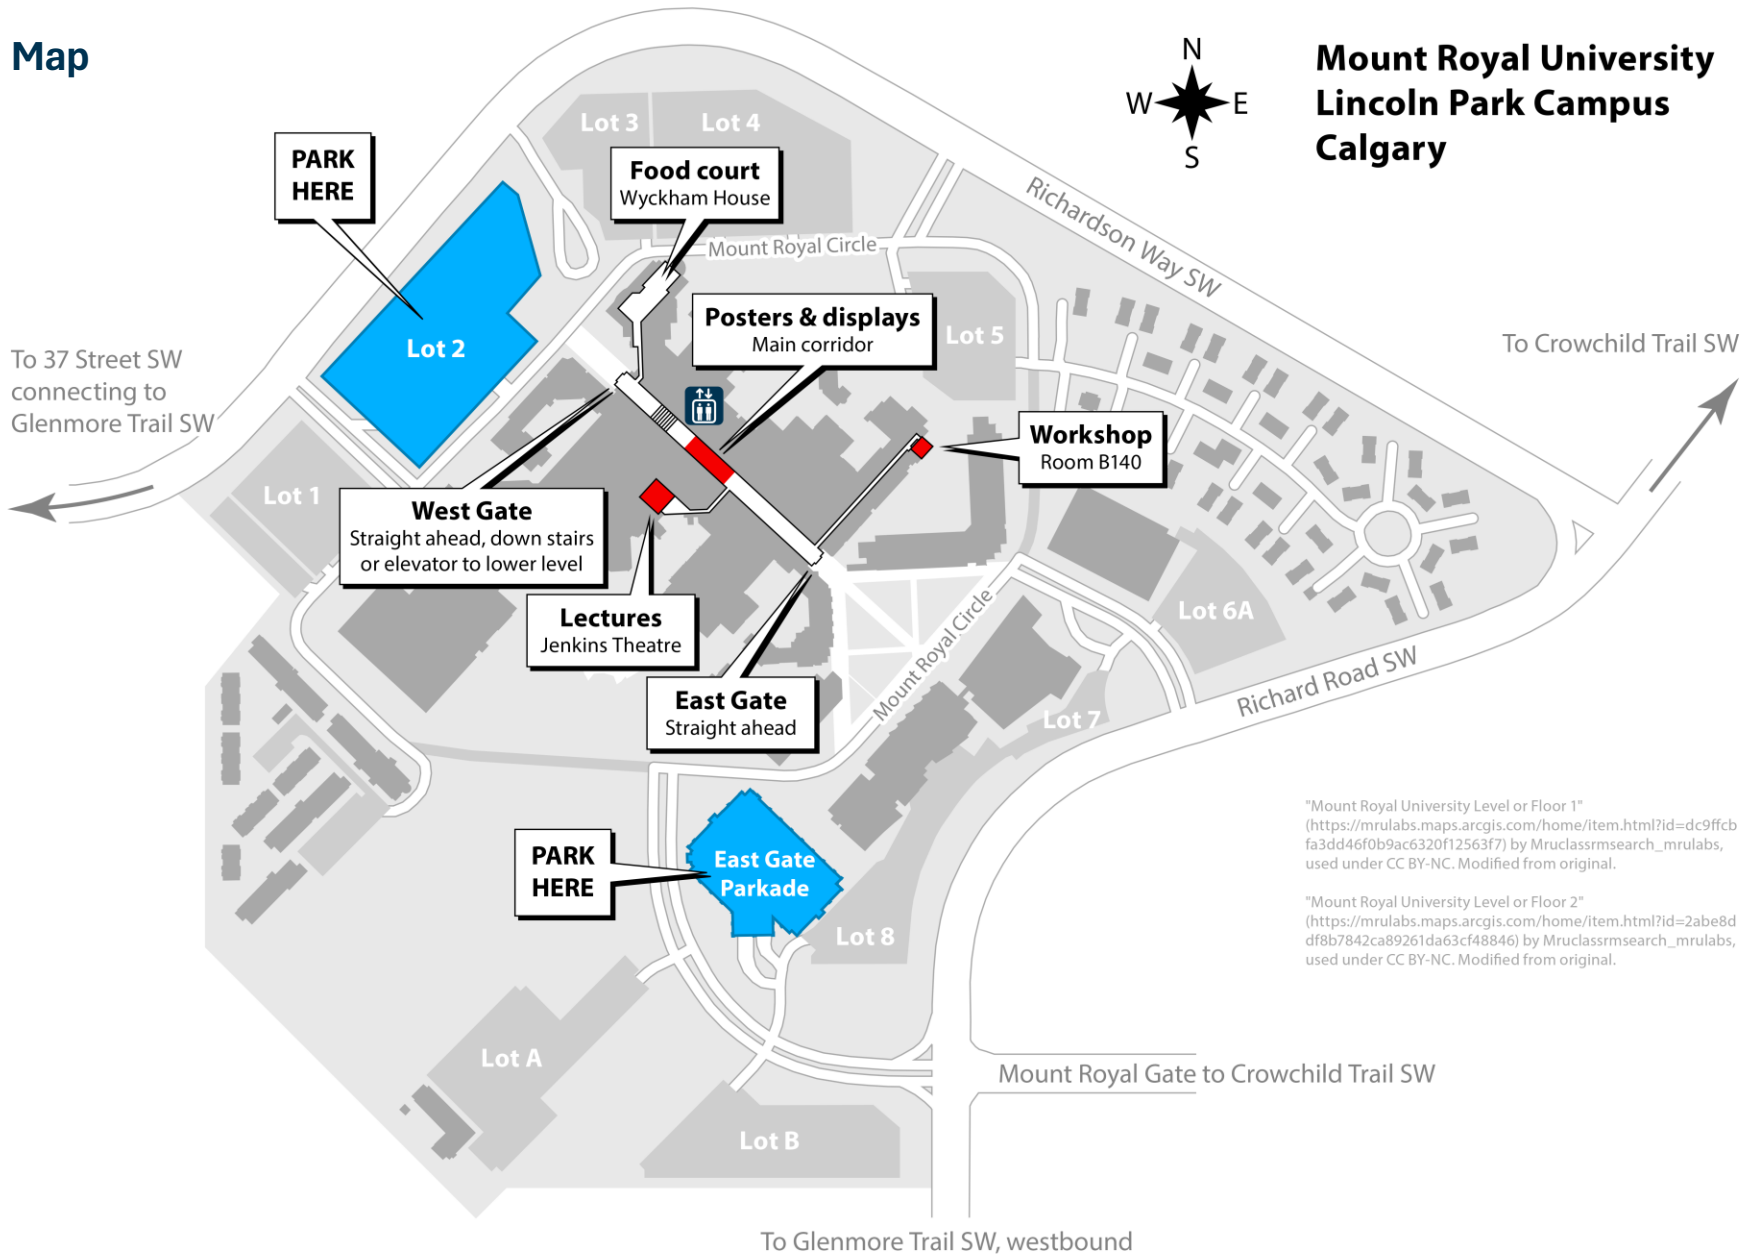 Map
N
W
E
S
Mount Royal University
Lincoln Park Campus
Calgary
Lot 3
Lot 4
PARK
HERE
Food court
Wyckham House
Richardson Way SW
Mount Royal Circle
Posters & displays
Main corridor
Lot 2
Lot 5
To 37 Street SW
connecting to
Glenmore Trail SW
To Crowchild Trail SW
Workshop
Room B140
Lot 1
West Gate
Straight ahead, down stairs
or elevator to lower level
Lectures
Jenkins Theatre
Lot 6A
Mount Royal Circle
East Gate
Straight ahead
Lot 7
Richard Road SW
PARK
HERE
East Gate
Parkade
Lot 8
"Mount Royal University Level or Floor 1"
(https://mrulabs.maps.arcgis.com/home/item.html?id=dc9ffcb
fa3dd46f0b9ac6320f12563f7) by Mruclassrmsearch_mrulabs,
used under CC BY-NC. Modified from original.
"Mount Royal University Level or Floor 2"
(https://mrulabs.maps.arcgis.com/home/item.html?id=2abe8d
df8b7842ca89261da63cf48846) by Mruclassrmsearch_mrulabs,
used under CC BY-NC. Modified from original.
Lot A
Mount Royal Gate to Crowchild Trail SW
Lot B
To Glenmore Trail SW, westbound